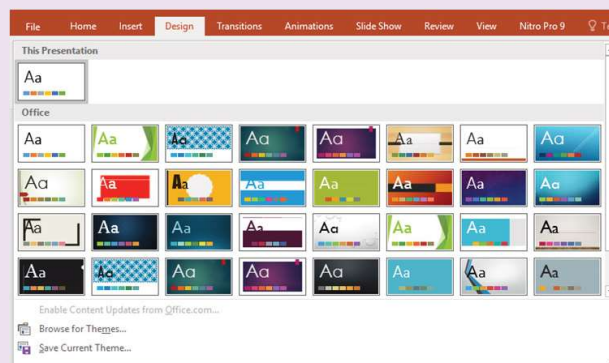 File Home Insert Design Transitions Animations Slide Show Review View Nitro Pro 9
This Presentation
Aa
Office
Aa Aa Aa Aa Aa Aa Aa Aa
Aa Aa Aa Aa Aa Aa Aa Aa
Aa Aa Aa Aa Aa Aa Aa Aa
Aa Aa Aa Aa Aa Aa Aa Aa
Enable Content Updates from Office.com...
Browse for Themes...
Save Current Theme...